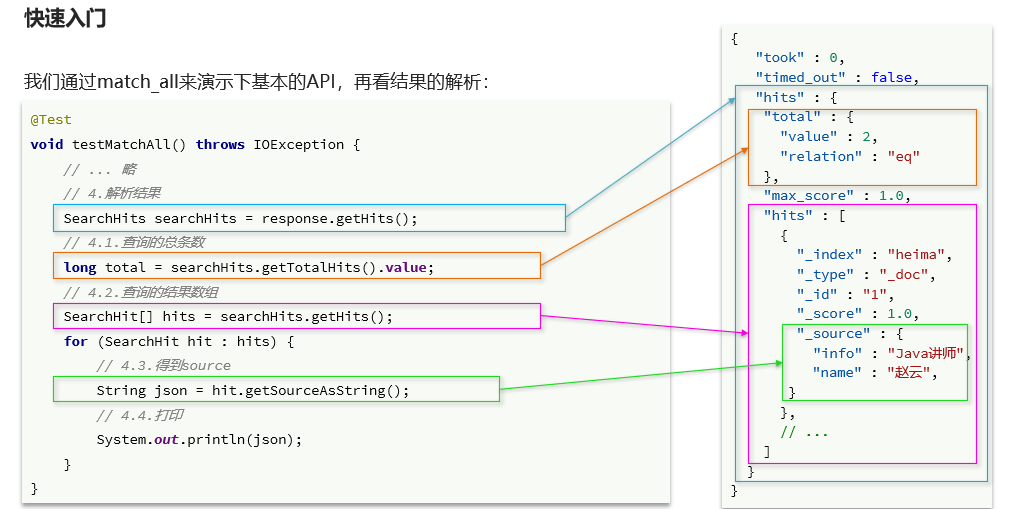 快速入门
我们通过match_all来演示下基本的API，再看结果的解析：
@Test
void testMatchAll() throws IOException {
// ... 略
// 4.解析结果
SearchHits searchHits = response.getHits();
// 4.1.查询的总条数
long total = searchHits.getTotalHits().value;
// 4.2.查询的结果数组
SearchHit[] hits = searchHits.getHits();
for (SearchHit hit : hits) {
// 4.3.得到source
String json = hit.getSourceAsString();
// 4.4.打印
System.out.println(json);
}
}
{
"took" : 0,
"timed_out" : false,
"hits" : {
"total" : {
"value" : 2,
"relation" : "eq"
},
"max_score" : 1.0,
"hits" : [
{
"_index" : "heima",
"_type" : "_doc",
"_id" : "1",
"_score" : 1.0,
"_source" : {
"info" : "Java讲师",
"name" : "赵云",
}
},
// ...
]
}
}